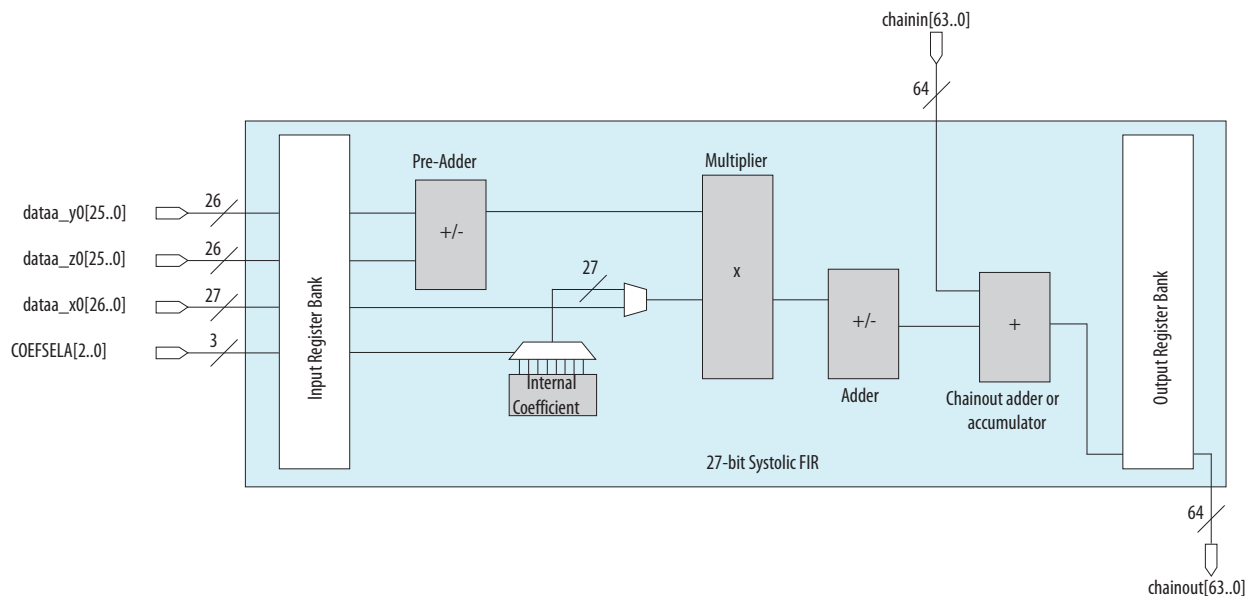 chainin[63..0]
64
Pre-Adder
Multiplier
dataa_y0[25..0]
26
+/-
dataa_z0[25..0]
26
27
x
dataa_x0[26..0]
27
+/-
+
COEFSELA[2..0]
3
Input Register Bank
Internal
Coefficient
Adder
Chainout adder or
accumulator
Output Register Bank
27-bit Systolic FIR
64
chainout[63..0]